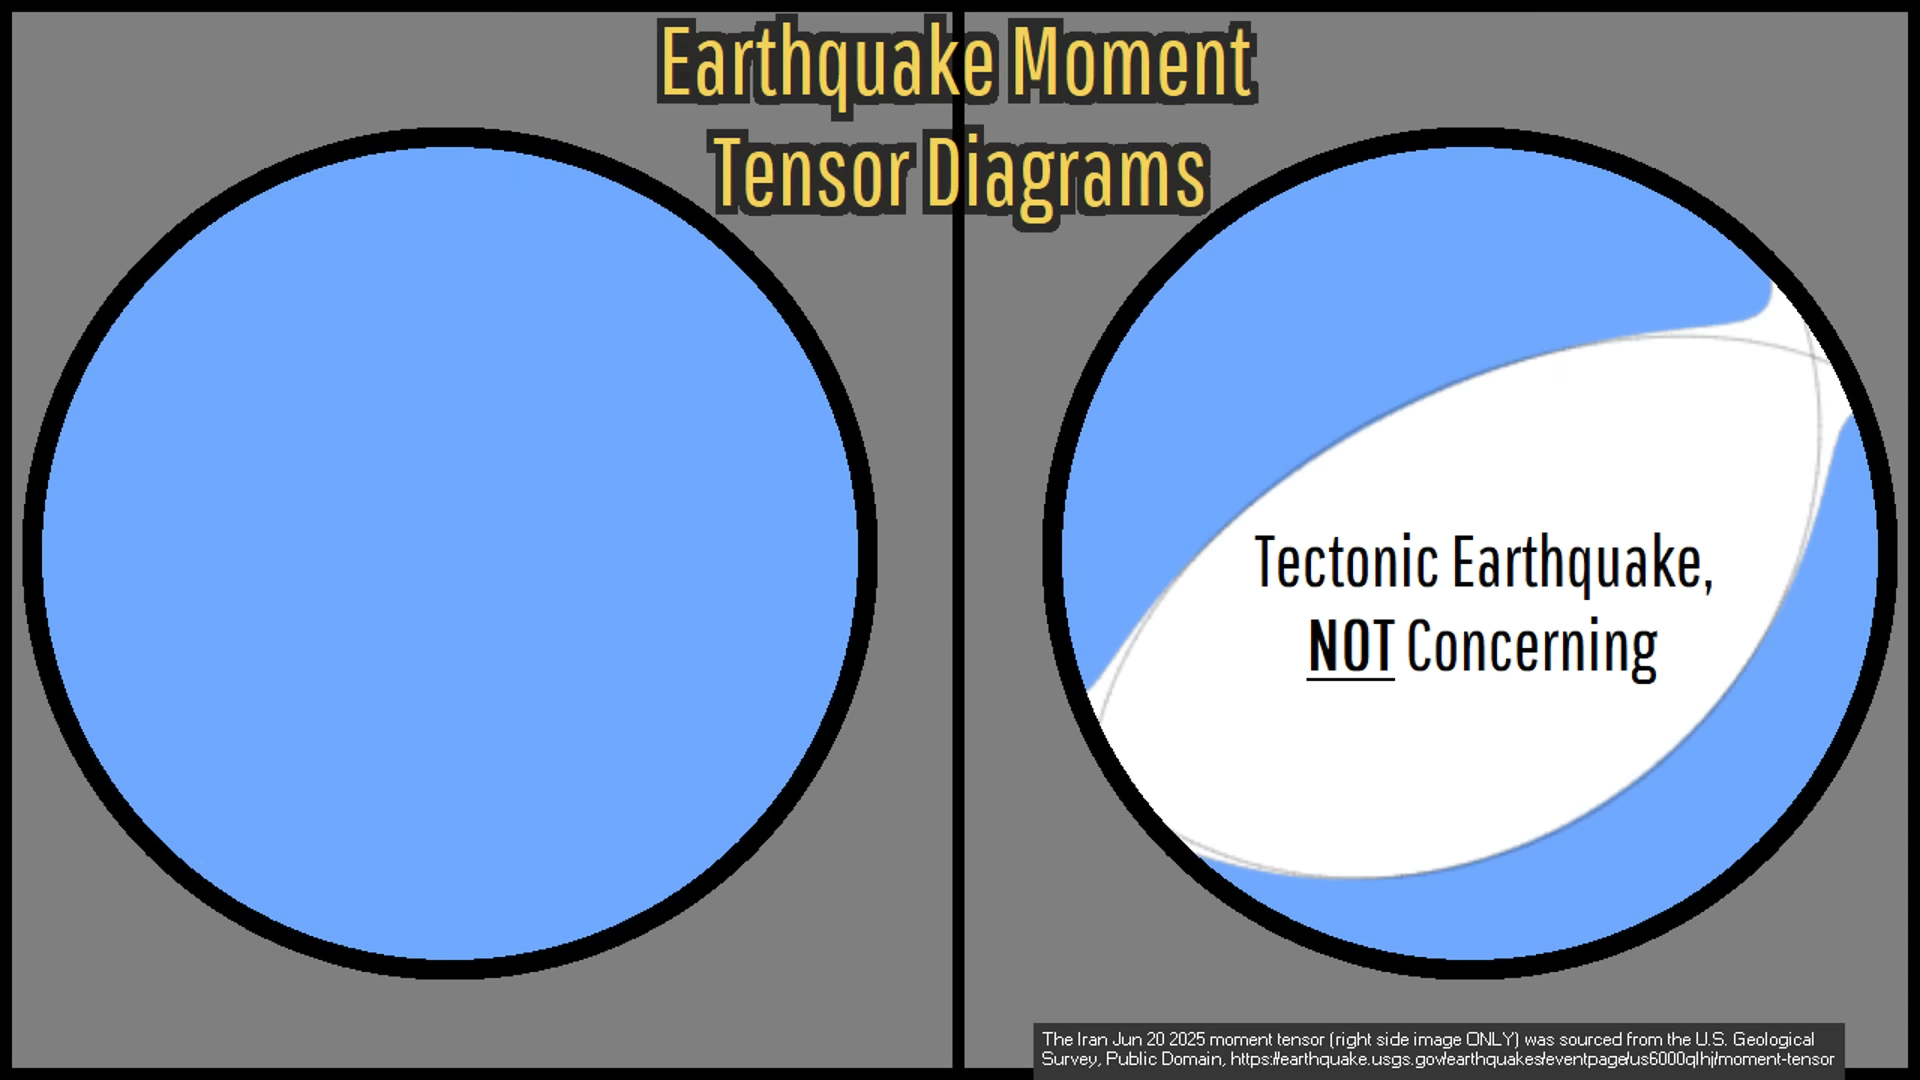 Earthquake Moment
Tensor Diagrams
Tectonic Earthquake,
NOT Concerning
The Iran Jun 20 2025 moment tensor (right side image ONLY) was sourced from the U.S. Geological
Survey, Public Domain, https://earthquake.usgs.gov/earthquakes/eventpage/us6000qlhj/moment-tensor